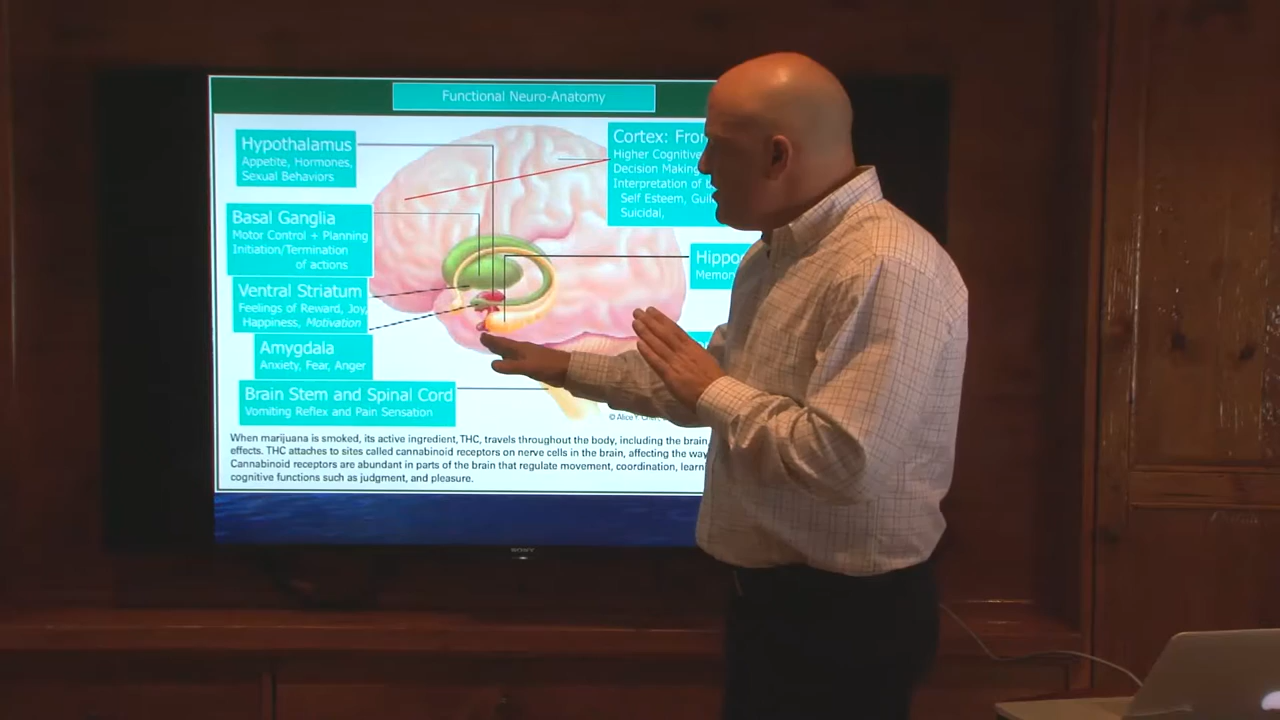 Functional Neuro-Anatomy
Hypothalamus
Appetite, Hormones,
Sexual Behaviors
Basal Ganglia
Motor Control + Planning
Initiation/Termination
of actions
Ventral Striatum
Feelings of Reward, Joy,
Happiness, Motivation
Amygdala
Anxiety, Fear, Anger
Brain Stem and Spinal Cord
Vomiting Reflex and Pain Sensation
Cortex: Fron
Higher Cognitive
Decision Making
Interpretation of
Self Esteem, Guil
Suicidal,
Hippo
Memor
© Alice Y.
When marijuana is smoked, its active ingredient, THC, travels throughout the body, including the brain,
effects. THC attaches to sites called cannabinoid receptors on nerve cells in the brain, affecting the way
Cannabinoid receptors are abundant in parts of the brain that regulate movement, coordination, learn
cognitive functions such as judgment, and pleasure.
SONY